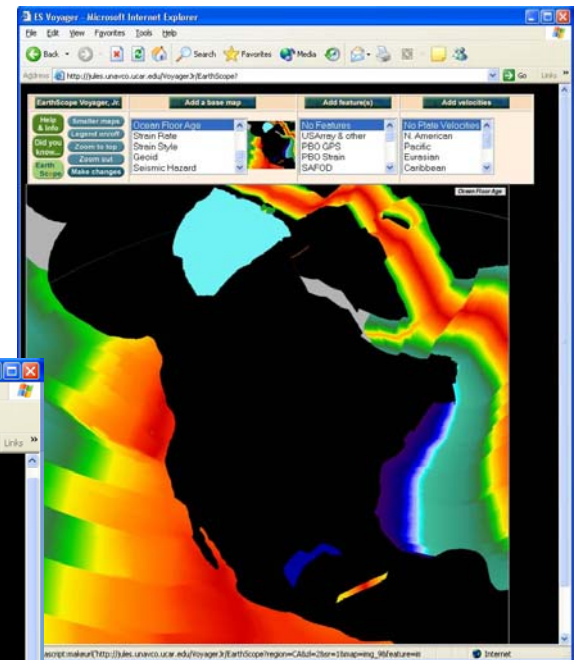 ES Voyager - Microsoft Internet Explorer
File Edit View Favorites Tools Help
Back Search Favorites Media
Address http://jules.unavco.ucar.edu/VoyagerJr/EarthScope? Go Links »
EarthScope Voyager, Jr. Add a base map Add feature(s) Add velocities
Help & Info
Did you know...
Earth Scope
Smaller maps
Legend on/off
Zoom to top
Zoom out
Make changes
Ocean Floor Age
Strain Rate
Strain Style
Geoid
Seismic Hazard
No Features
USArray & other
PBO GPS
PBO Strain
SAFOD
No Plate Velocities
N. American
Pacific
Eurasian
Caribbean
Ocean Floor Age
Links »
Internet